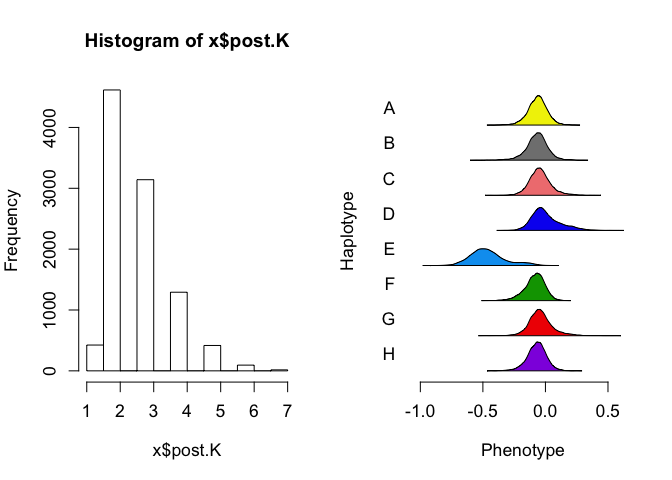 Histogram of x$post.K
Frequency
0
1000
2000
3000
4000
1 2 3 4 5 6 7
x$post.K
Haplotype
A
B
C
D
E
F
G
H
-1.0 -0.5 0.0 0.5
Phenotype